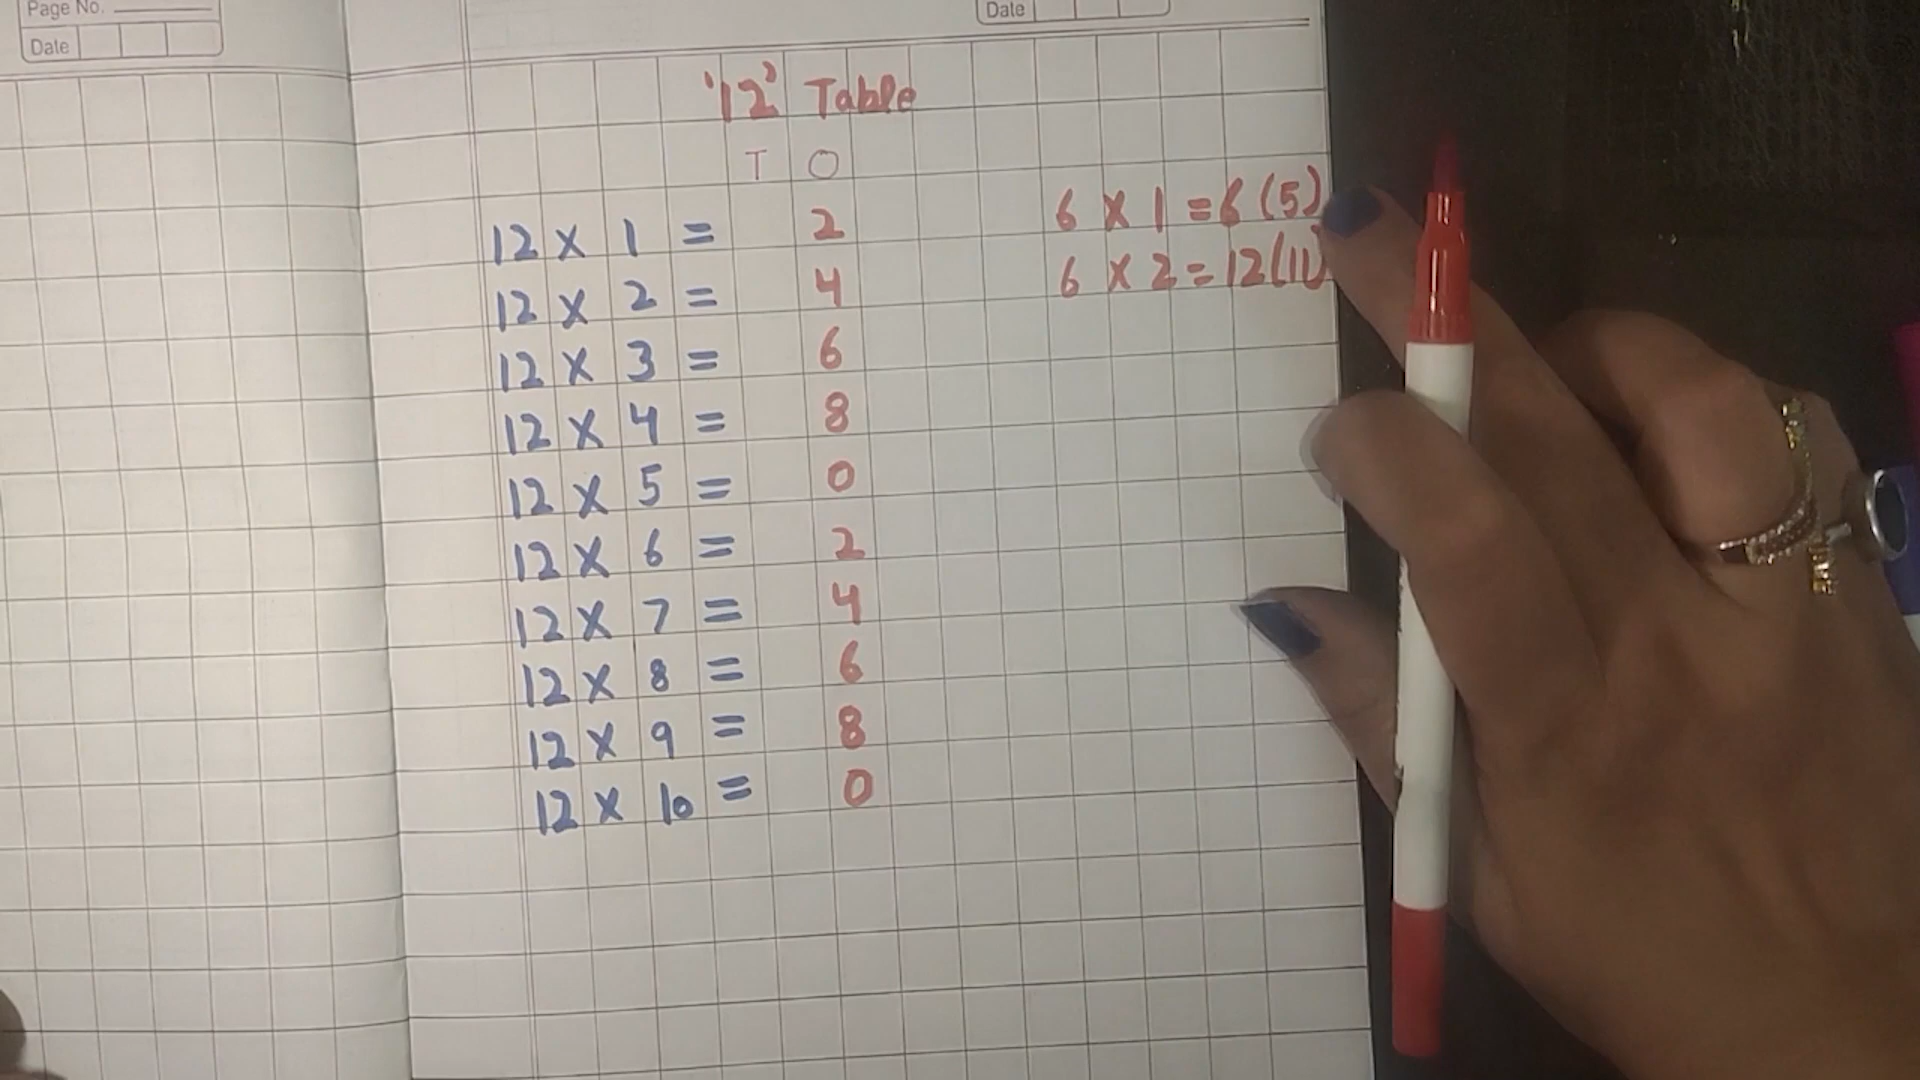 Page No.
Date
Date
'12' Table
T O
12 x 1 = 2
12 x 2 = 4
12 x 3 = 6
12 x 4 = 8
12 x 5 = 0
12 x 6 = 2
12 x 7 = 4
12 x 8 = 6
12 x 9 = 8
12 x 10 = 0
6 x 1 = 6 (5)
6 x 2 = 12 (11)